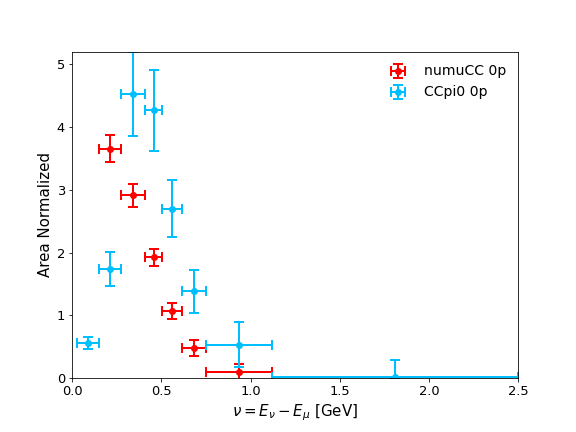 numuCC 0p
CCpi0 0p
Area Normalized
5
4
3
2
1
0
0.0 0.5 1.0 1.5 2.0 2.5
ν = E_ν − E_μ [GeV]